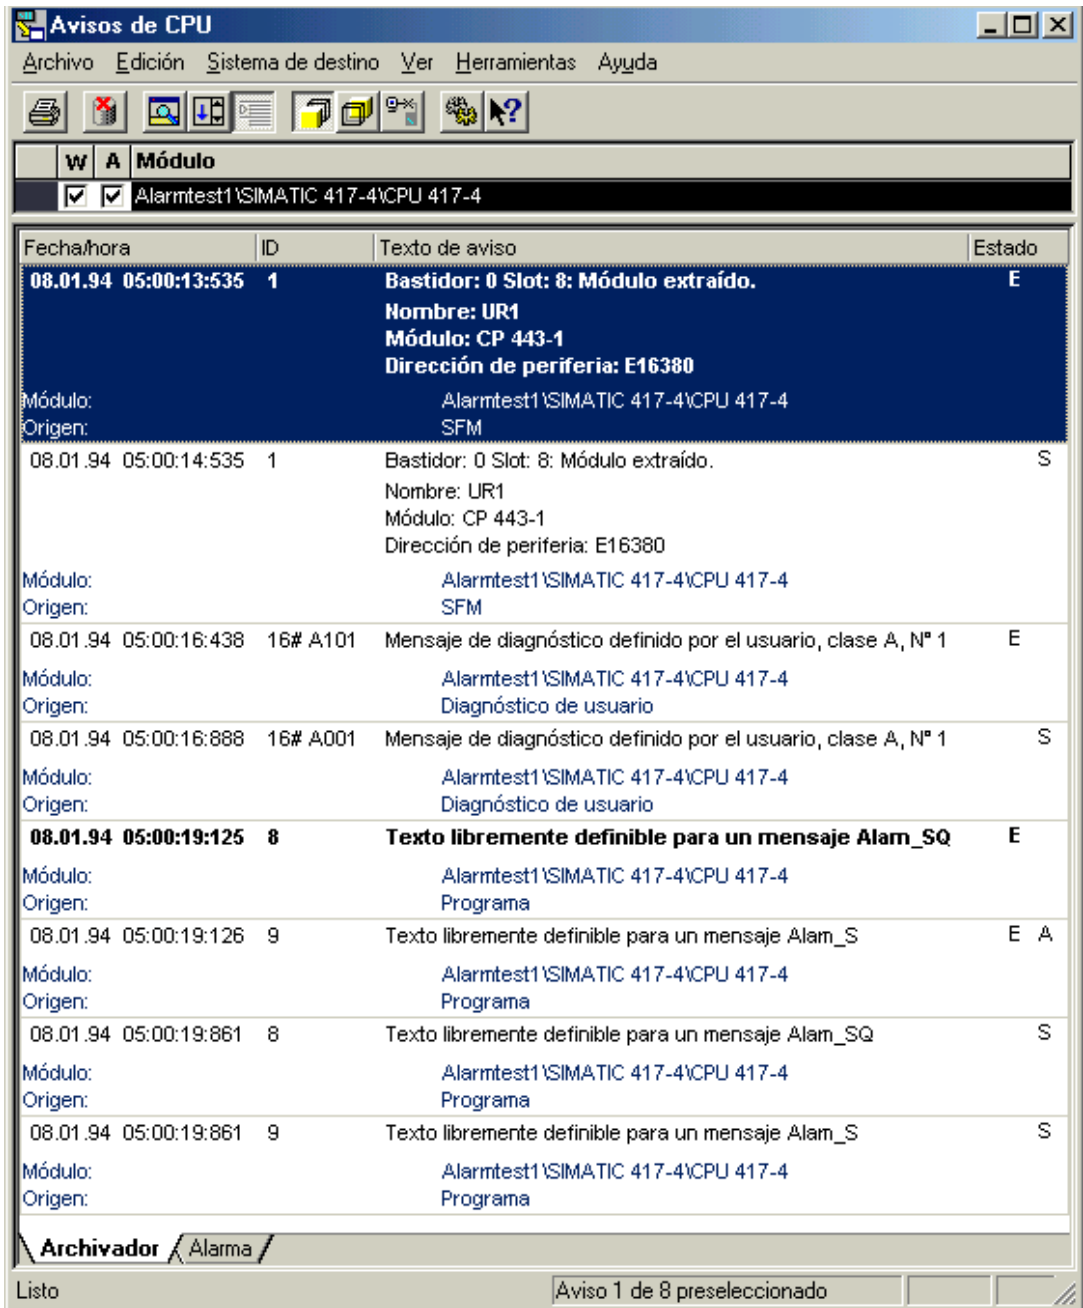 Avisos de CPU
Archivo Edición Sistema de destino Ver Herramientas Ayuda
W A Módulo
Alarmtest1\SIMATIC 417-4\CPU 417-4
Fecha/hora ID Texto de aviso Estado
08.01.94 05:00:13:535 1 Bastidor: 0 Slot: 8: Módulo extraído. E
Nombre: UR1
Módulo: CP 443-1
Dirección de periferia: E16380
Módulo: Alarmtest1\SIMATIC 417-4\CPU 417-4
Origen: SFM
08.01.94 05:00:14:535 1 Bastidor: 0 Slot: 8: Módulo extraído. S
Nombre: UR1
Módulo: CP 443-1
Dirección de periferia: E16380
Módulo: Alarmtest1\SIMATIC 417-4\CPU 417-4
Origen: SFM
08.01.94 05:00:16:438 16# A101 Mensaje de diagnóstico definido por el usuario, clase A, N° 1 E
Módulo: Alarmtest1\SIMATIC 417-4\CPU 417-4
Origen: Diagnóstico de usuario
08.01.94 05:00:16:888 16# A001 Mensaje de diagnóstico definido por el usuario, clase A, N° 1 S
Módulo: Alarmtest1\SIMATIC 417-4\CPU 417-4
Origen: Diagnóstico de usuario
08.01.94 05:00:19:125 8 Texto libremente definible para un mensaje Alam_SQ E
Módulo: Alarmtest1\SIMATIC 417-4\CPU 417-4
Origen: Programa
08.01.94 05:00:19:126 9 Texto libremente definible para un mensaje Alam_S E A
Módulo: Alarmtest1\SIMATIC 417-4\CPU 417-4
Origen: Programa
08.01.94 05:00:19:861 8 Texto libremente definible para un mensaje Alam_SQ S
Módulo: Alarmtest1\SIMATIC 417-4\CPU 417-4
Origen: Programa
08.01.94 05:00:19:861 9 Texto libremente definible para un mensaje Alam_S S
Módulo: Alarmtest1\SIMATIC 417-4\CPU 417-4
Origen: Programa
Archivador Alarma
Listo Aviso 1 de 8 preseleccionado